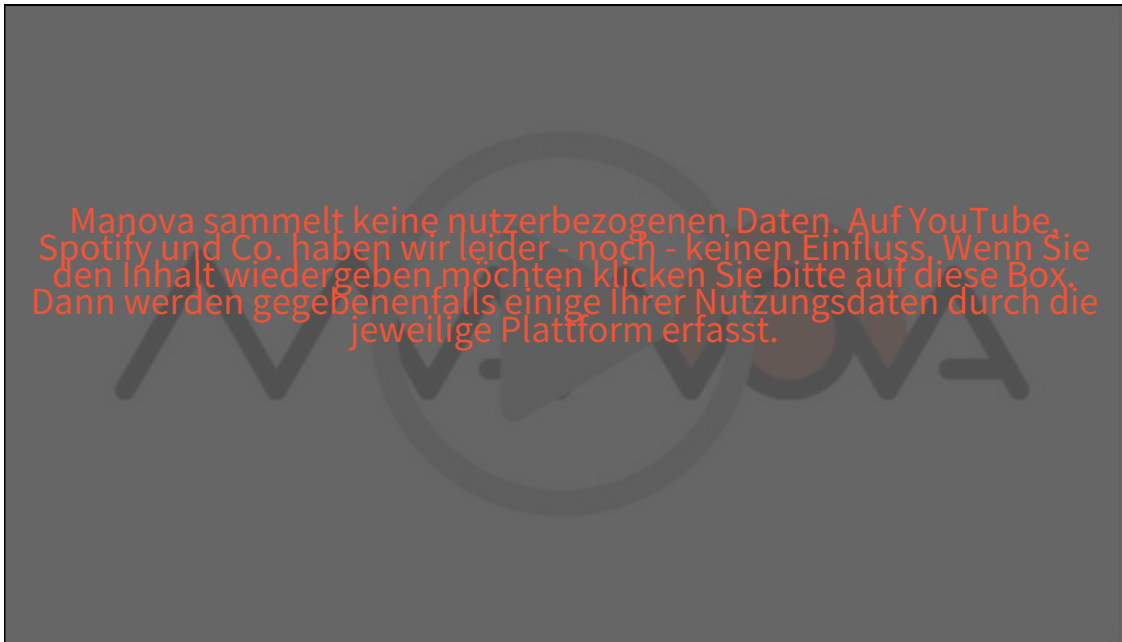 Manova sammelt keine nutzerbezogenen Daten. Auf YouTube,
Spotify und Co. haben wir leider - noch - keinen Einfluss. Wenn Sie
den Inhalt wiedergeben möchten klicken Sie bitte auf diese Box.
Dann werden gegebenenfalls einige Ihrer Nutzungsdaten durch die
jeweilige Plattform erfasst.
MANOVA